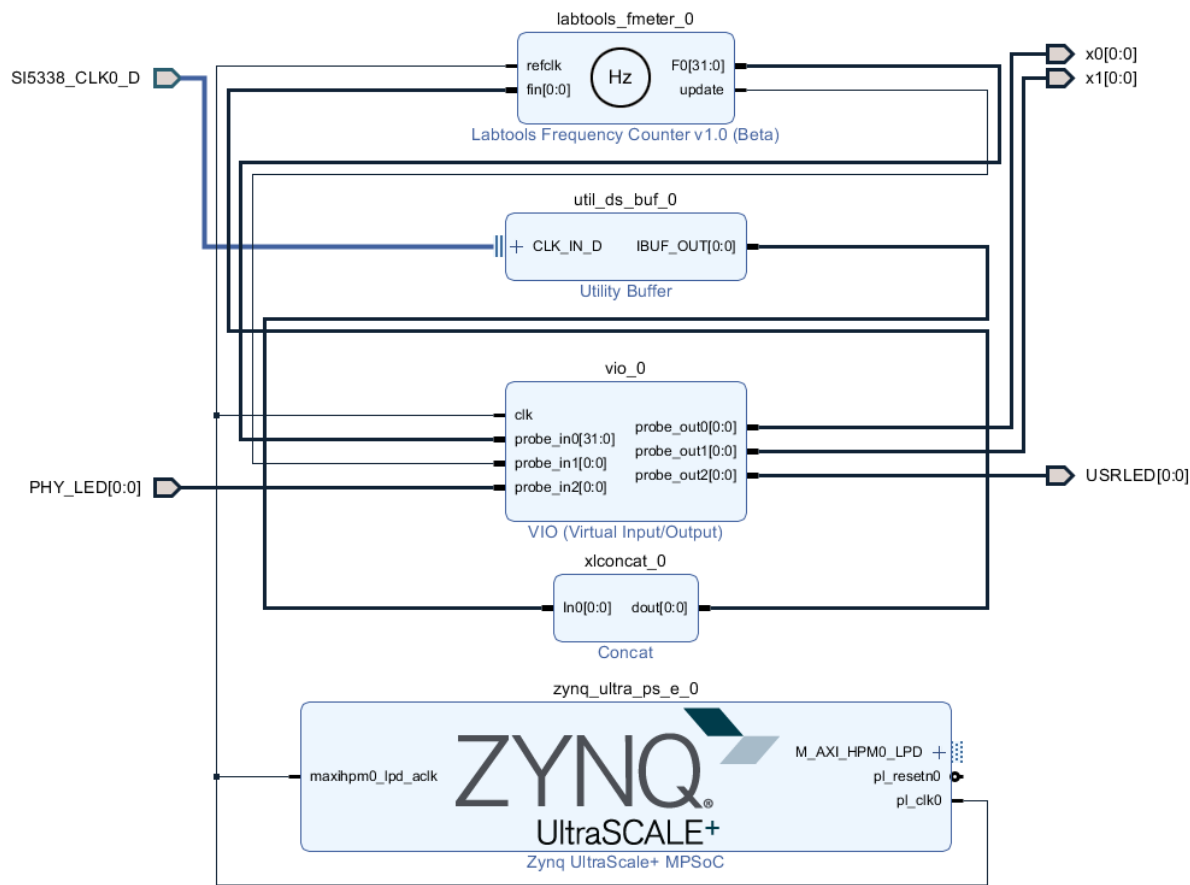 labtools_fmeter_0
SI5338_CLK0_D
refclk
fin[0:0]
Hz
F0[31:0]
update
x0[0:0]
x1[0:0]
Labtools Frequency Counter v1.0 (Beta)
util_ds_buf_0
CLK_IN_D
IBUF_OUT[0:0]
Utility Buffer
vio_0
clk
probe_in0[31:0]
probe_in1[0:0]
probe_in2[0:0]
probe_out0[0:0]
probe_out1[0:0]
probe_out2[0:0]
PHY_LED[0:0]
USRLED[0:0]
VIO (Virtual Input/Output)
xlconcat_0
In0[0:0]
dout[0:0]
Concat
zynq_ultra_ps_e_0
maxihpm0_lpd_aclk
ZYNQ®
UltraSCALE+
M_AXI_HPM0_LPD
pl_resetn0
pl_clk0
Zynq UltraScale+ MPSoC